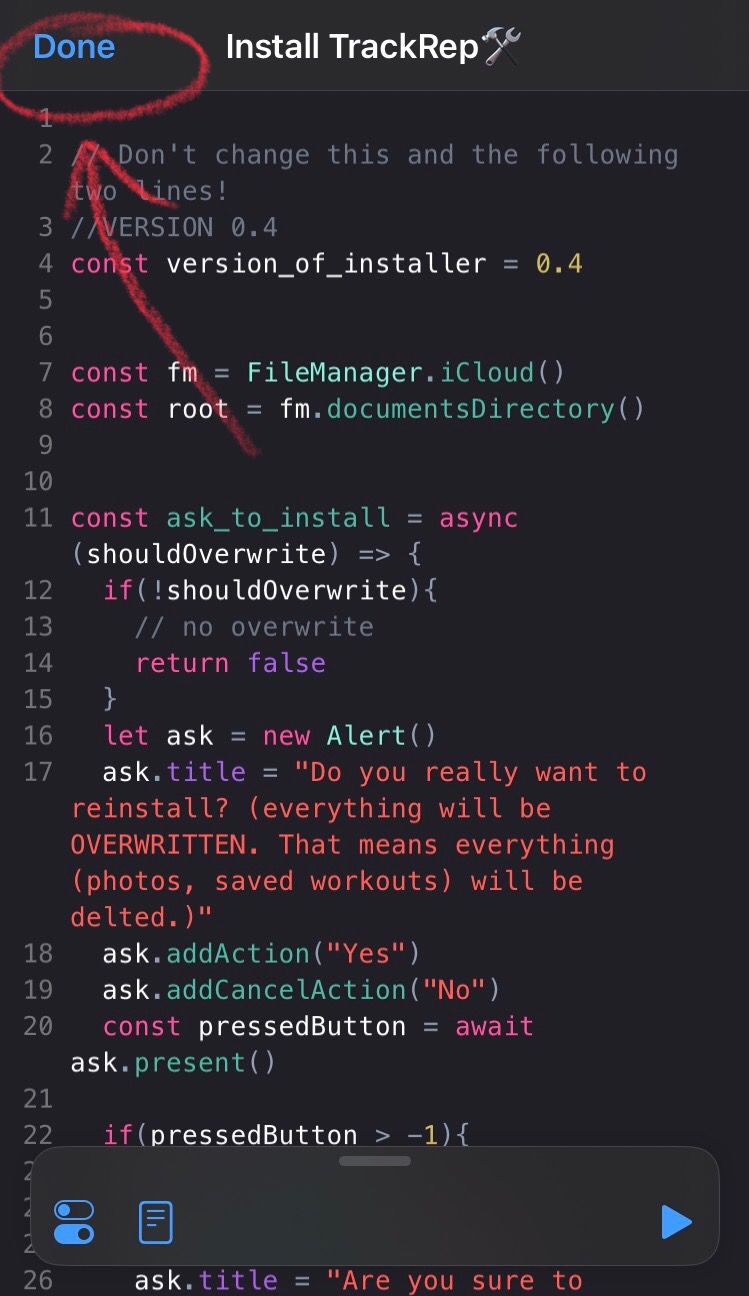 Done Install TrackRep🛠️
1
2 // Don't change this and the following
two lines!
3 //VERSION 0.4
4 const version_of_installer = 0.4
5
6
7 const fm = FileManager.iCloud()
8 const root = fm.documentsDirectory()
9
10
11 const ask_to_install = async
(shouldOverwrite) => {
12 if(!shouldOverwrite){
13 // no overwrite
14 return false
15 }
16 let ask = new Alert()
17 ask.title = "Do you really want to
reinstall? (everything will be
OVERWRITTEN. That means everything
(photos, saved workouts) will be
delted.)"
18 ask.addAction("Yes")
19 ask.addCancelAction("No")
20 const pressedButton = await
ask.present()
21
22 if(pressedButton > -1){
26 ask.title = "Are you sure to